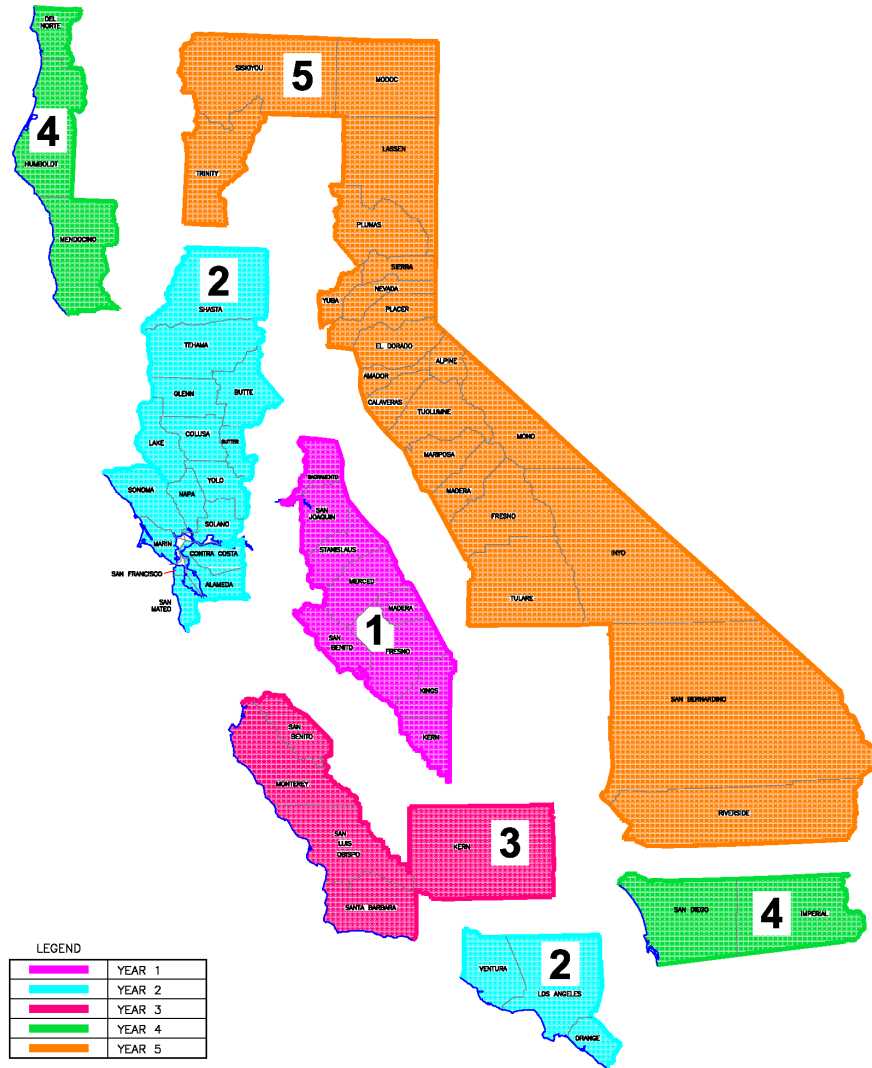 DEL
NORTE
4
HUMBOLDT
MENDOCINO
SISKIYOU
5
MODOC
LASSEN
TRINITY
PLUMAS
SIERRA
NEVADA
YUBA
PLACER
EL DORADO
ALPINE
AMADOR
CALAVERAS
TUOLUMNE
MONO
MARIPOSA
MADERA
FRESNO
INYO
TULARE
SAN BERNARDINO
RIVERSIDE
2
SHASTA
TEHAMA
GLENN
BUTTE
COLUSA
LAKE
SUTTER
YOLO
SONOMA
NAPA
SOLANO
MARIN
CONTRA COSTA
SAN FRANCISCO
ALAMEDA
SAN
MATEO
SACRAMENTO
SAN
JOAQUIN
STANISLAUS
MERCED
MADERA
1
SAN
BENITO
FRESNO
KINGS
KERN
SAN
BENITO
MONTEREY
SAN
LUIS
OBISPO
KERN
3
SANTA BARBARA
SAN DIEGO
4
IMPERIAL
VENTURA
2
LOS ANGELES
ORANGE
LEGEND
YEAR 1
YEAR 2
YEAR 3
YEAR 4
YEAR 5